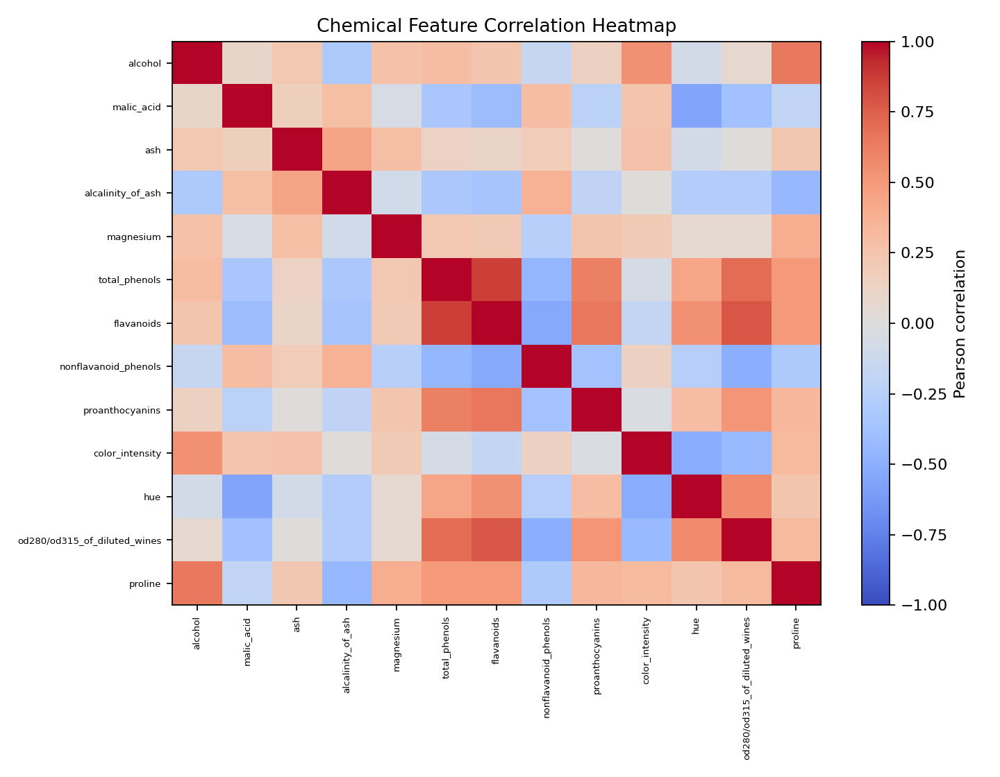 Chemical Feature Correlation Heatmap
alcohol
malic_acid
ash
alcalinity_of_ash
magnesium
total_phenols
flavanoids
nonflavanoid_phenols
proanthocyanins
color_intensity
hue
od280/od315_of_diluted_wines
proline
alcohol
malic_acid
ash
alcalinity_of_ash
magnesium
total_phenols
flavanoids
nonflavanoid_phenols
proanthocyanins
color_intensity
hue
od280/od315_of_diluted_wines
proline
1.00
0.75
0.50
0.25
0.00
−0.25
−0.50
−0.75
−1.00
Pearson correlation